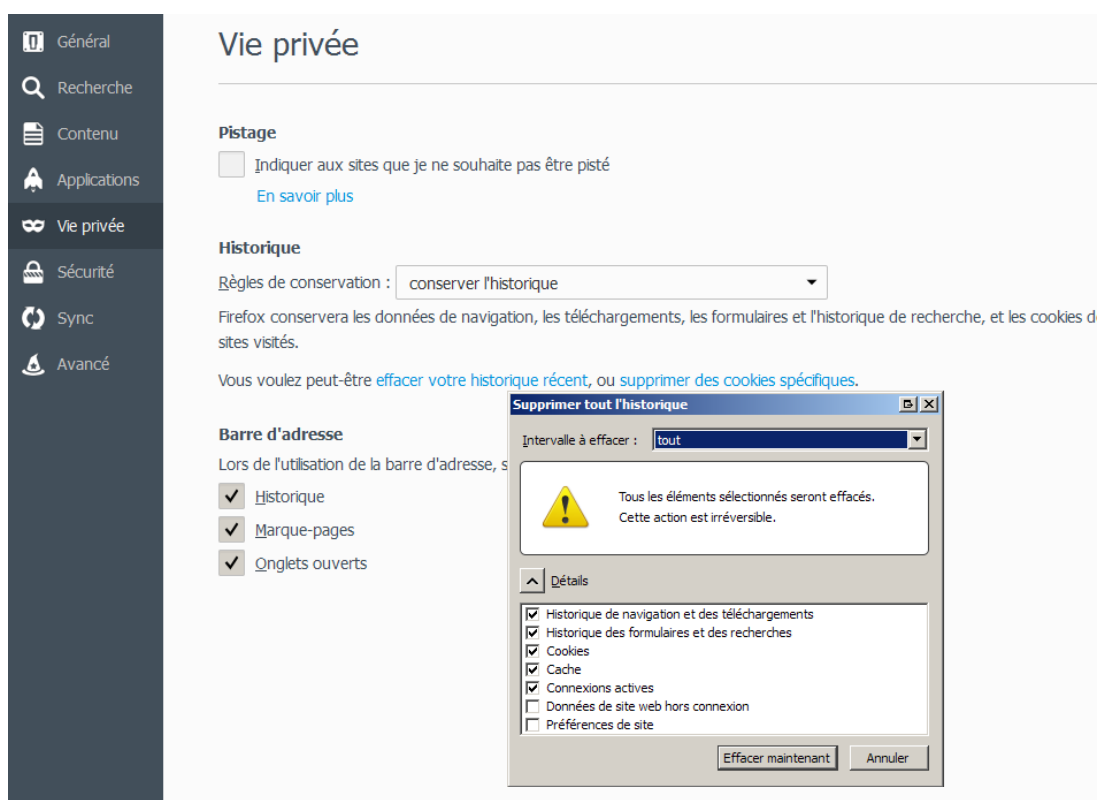 Général
Recherche
Contenu
Applications
Vie privée
Sécurité
Sync
Avancé
Vie privée
Pistage
Indiquer aux sites que je ne souhaite pas être pisté
En savoir plus
Historique
Règles de conservation : conserver l'historique
Firefox conservera les données de navigation, les téléchargements, les formulaires et l'historique de recherche, et les cookies
sites visités.
Vous voulez peut-être effacer votre historique récent, ou supprimer des cookies spécifiques.
Barre d'adresse
Lors de l'utilisation de la barre d'adresse,
Historique
Marque-pages
Onglets ouverts
Supprimer tout l'historique
Intervalle à effacer : tout
Tous les éléments sélectionnés seront effacés.
Cette action est irréversible.
Détails
Historique de navigation et des téléchargements
Historique des formulaires et des recherches
Cookies
Cache
Connexions actives
Données de site web hors connexion
Préférences de site
Effacer maintenant Annuler